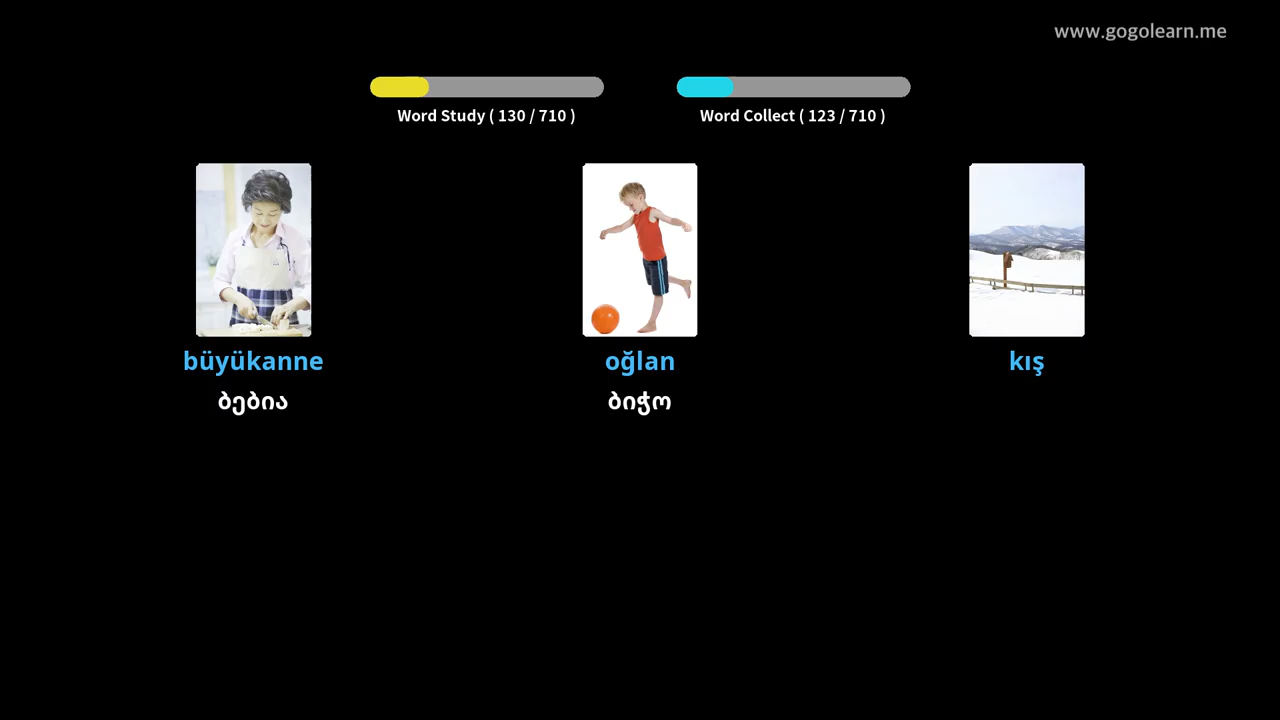 www.gogolearn.me
Word Study ( 130 / 710 )
Word Collect ( 123 / 710 )
büyükanne
oğlan
kış
ბებია
ბიჭო